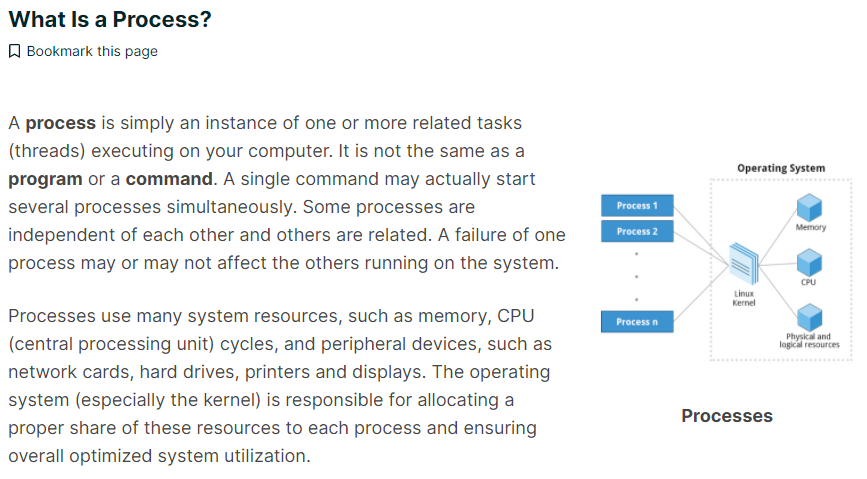 What Is a Process?
Bookmark this page
A process is simply an instance of one or more related tasks
(threads) executing on your computer. It is not the same as a
program or a command. A single command may actually start
several processes simultaneously. Some processes are
independent of each other and others are related. A failure of one
process may or may not affect the others running on the system.
Processes use many system resources, such as memory, CPU
(central processing unit) cycles, and peripheral devices, such as
network cards, hard drives, printers and displays. The operating
system (especially the kernel) is responsible for allocating a
proper share of these resources to each process and ensuring
overall optimized system utilization.
Operating System
Process 1
Process 2
Process n
Linux
Kernel
Memory
CPU
Physical and
logical resources
Processes